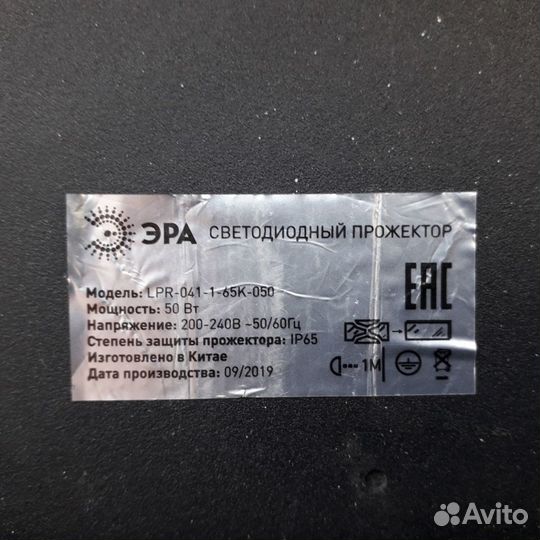 ЭРА СВЕТОДИОДНЫЙ ПРОЖЕКТОР
Модель: LPR-041-1-65K-050
Мощность: 50 Вт
Напряжение: 200-240В ~50/60Гц
Степень защиты прожектора: IP65
Изготовлено в Китае
Дата производства: 09/2019
EAC
1М
Avito